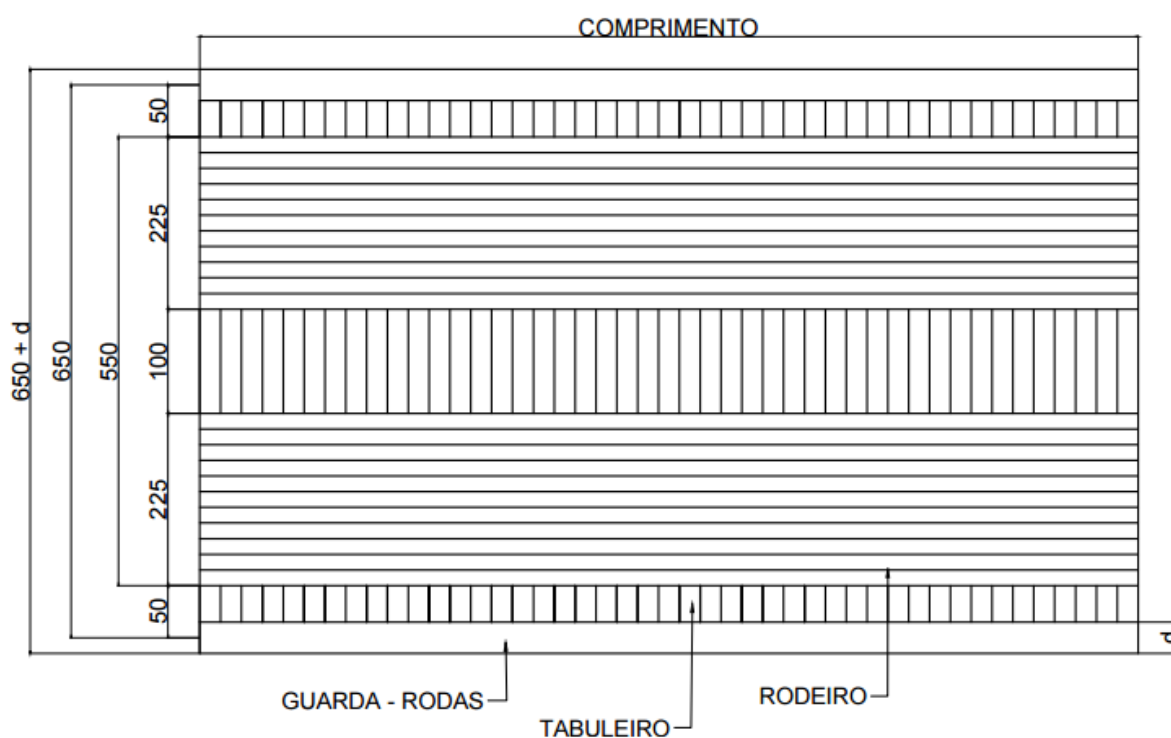 COMPRIMENTO
50
225
650 + d
650
550
100
225
50
d
GUARDA - RODAS
TABULEIRO
RODEIRO